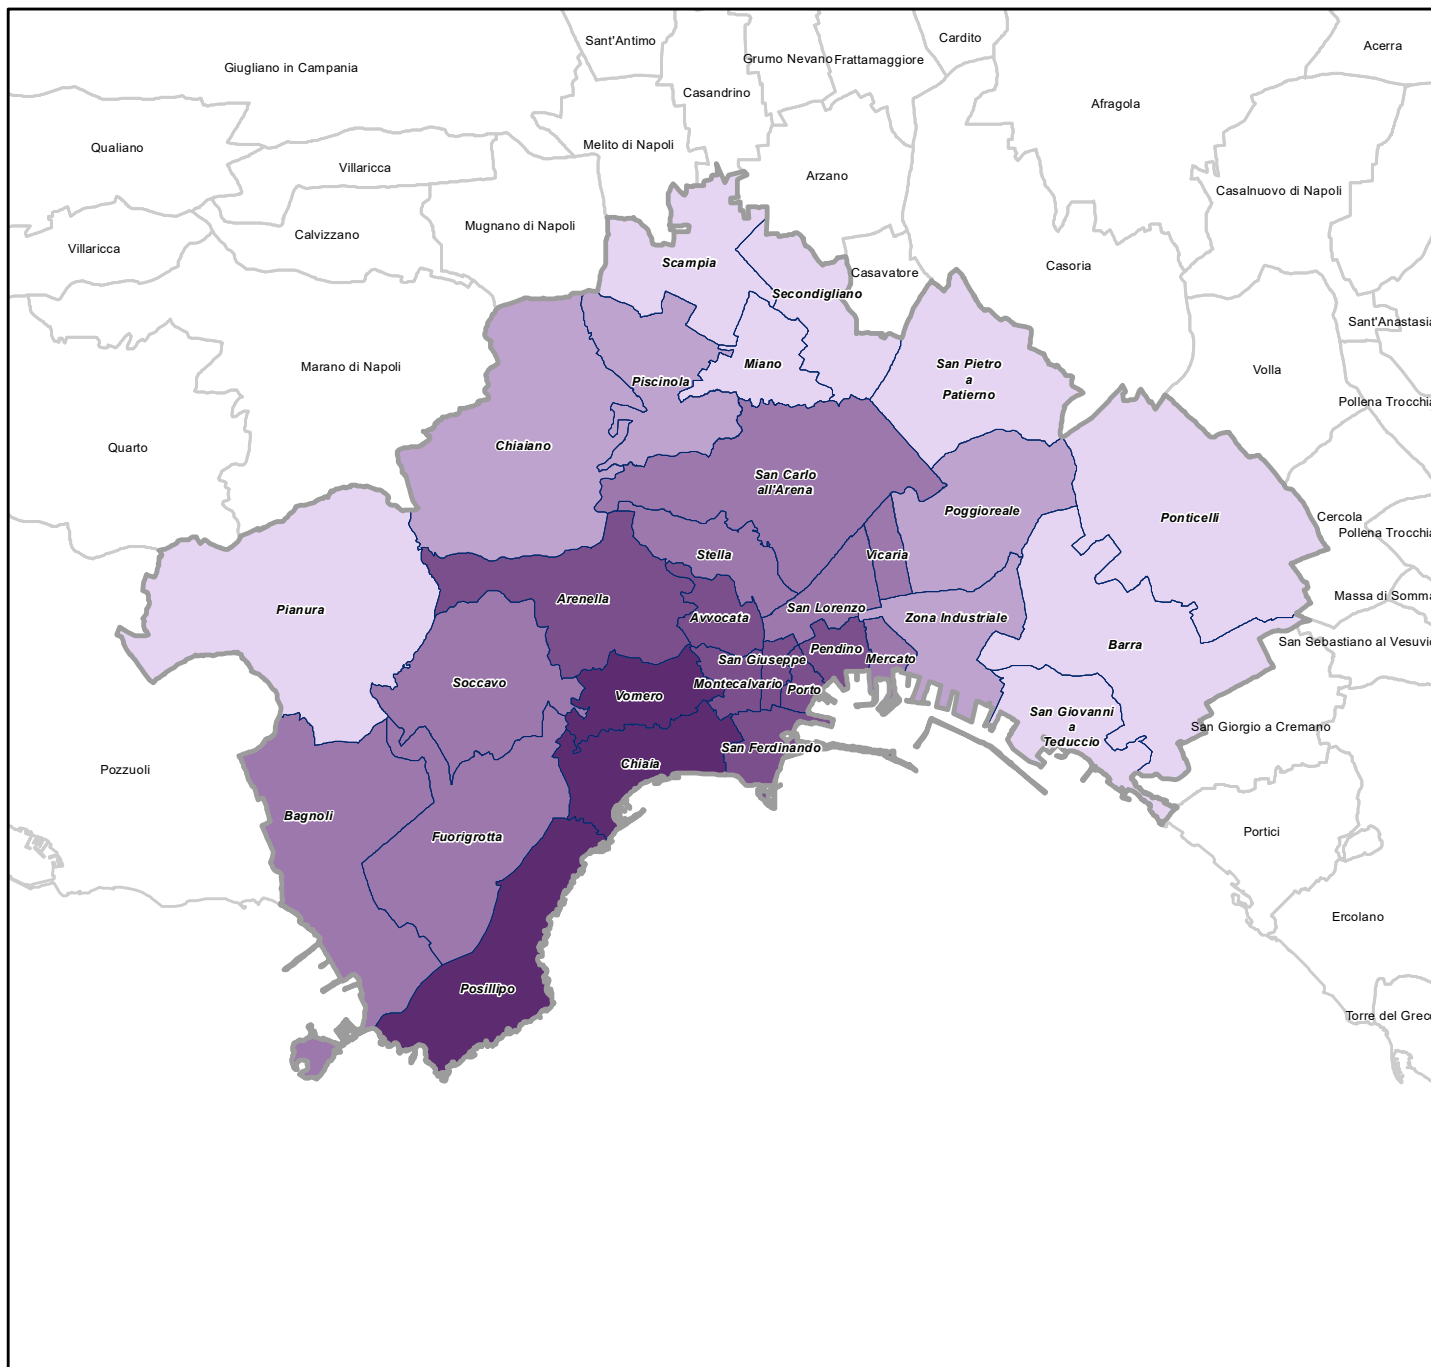 Sant'Antimo
Cardito
Acerra
Giugliano in Campania
Grumo Nevano
Frattamaggiore
Casandrino
Afragola
Qualiano
Melito di Napoli
Villaricca
Arzano
Casalnuovo di Napoli
Mugnano di Napoli
Calvizzano
Villaricca
Scampia
Casavatore
Casoria
Secondigliano
Sant'Anastasia
Marano di Napoli
Miano
San Pietro
a
Patierno
Volla
Piscinola
Pollena Trocchia
Quarto
Chiaiano
San Carlo
all'Arena
Poggioreale
Ponticelli
Cercola
Pollena Trocchia
Stella
Vicaria
Massa di Somma
Pianura
Arenella
San Lorenzo
Avvocata
Zona Industriale
San Sebastiano al Vesuvio
Barra
Pendino
San Giuseppe
Mercato
Soccavo
Montecalvario
Porto
Vomero
San Giovanni
a
Teduccio
San Giorgio a Cremano
San Ferdinando
Chiaia
Pozzuoli
Bagnoli
Fuorigrotta
Portici
Ercolano
Posillipo
Torre del Greco